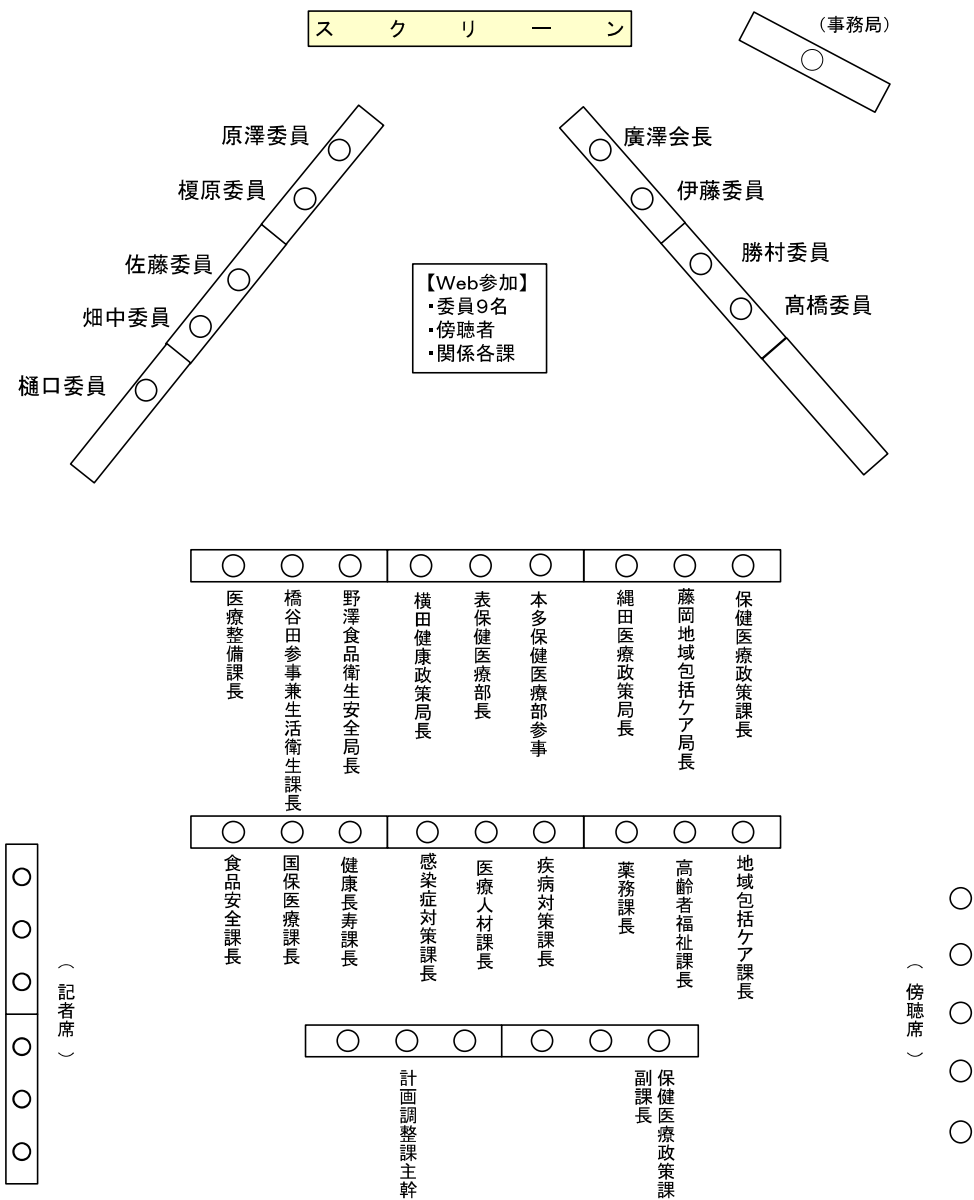 スクリーン
（事務局）
原澤委員
榎原委員
佐藤委員
畑中委員
樋口委員
廣澤会長
伊藤委員
勝村委員
髙橋委員
【Web参加】
・委員9名
・傍聴者
・関係各課
医療整備課長
橋谷田参事兼生活衛生課長
野澤食品衛生安全局長
横田健康政策局長
表保健医療部長
本多保健医療部参事
縄田医療政策局長
藤岡地域包括ケア局長
保健医療政策課長
食品安全課長
国保医療課長
健康長寿課長
感染症対策課長
医療人材課長
疾病対策課長
薬務課長
高齢者福祉課長
地域包括ケア課長
（記者席）
（傍聴席）
計画調整課主幹
保健医療政策課
副課長